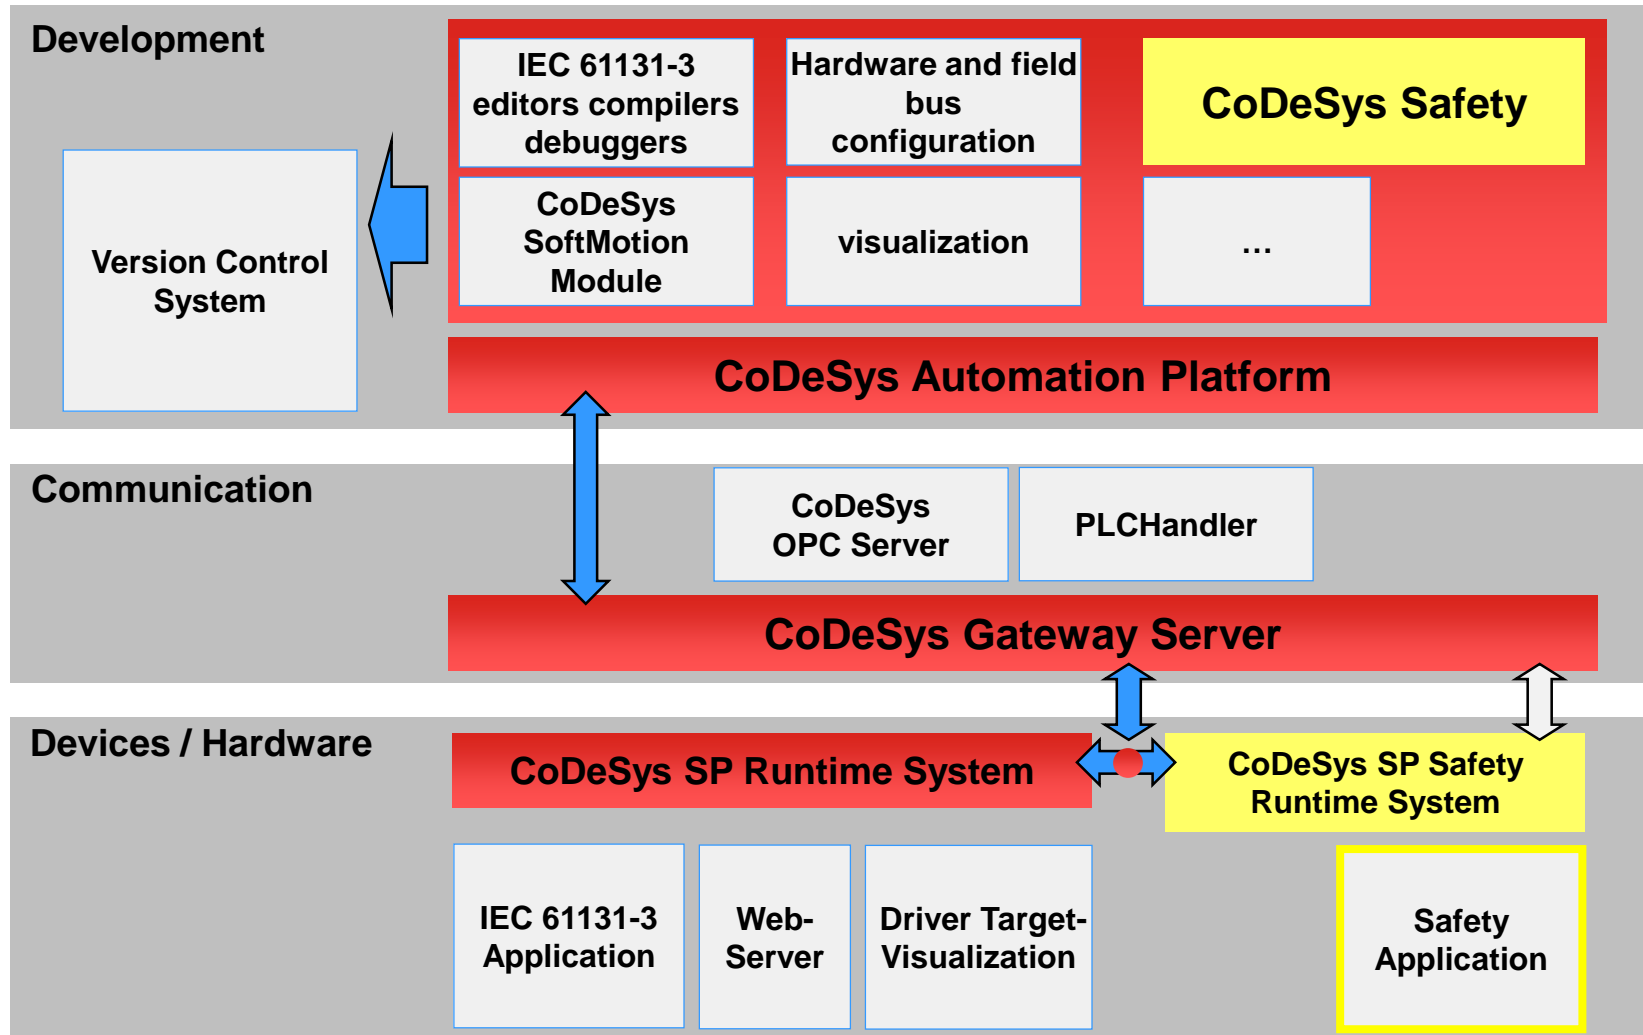 Development
IEC 61131-3
editors compilers
debuggers
Hardware and field
bus
configuration
CoDeSys Safety
Version Control
System
CoDeSys
SoftMotion
Module
visualization
...
CoDeSys Automation Platform
Communication
CoDeSys
OPC Server
PLCHandler
CoDeSys Gateway Server
Devices / Hardware
CoDeSys SP Runtime System
CoDeSys SP Safety
Runtime System
IEC 61131-3
Application
Web-
Server
Driver Target-
Visualization
Safety
Application